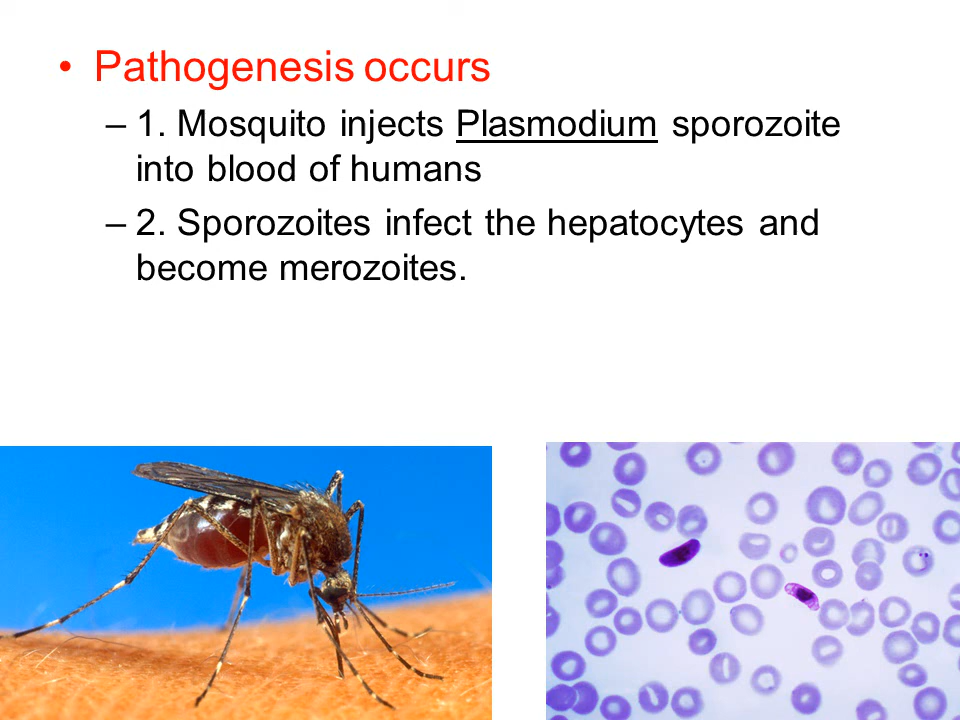 • Pathogenesis occurs
– 1. Mosquito injects Plasmodium sporozoite
into blood of humans
– 2. Sporozoites infect the hepatocytes and
become merozoites.